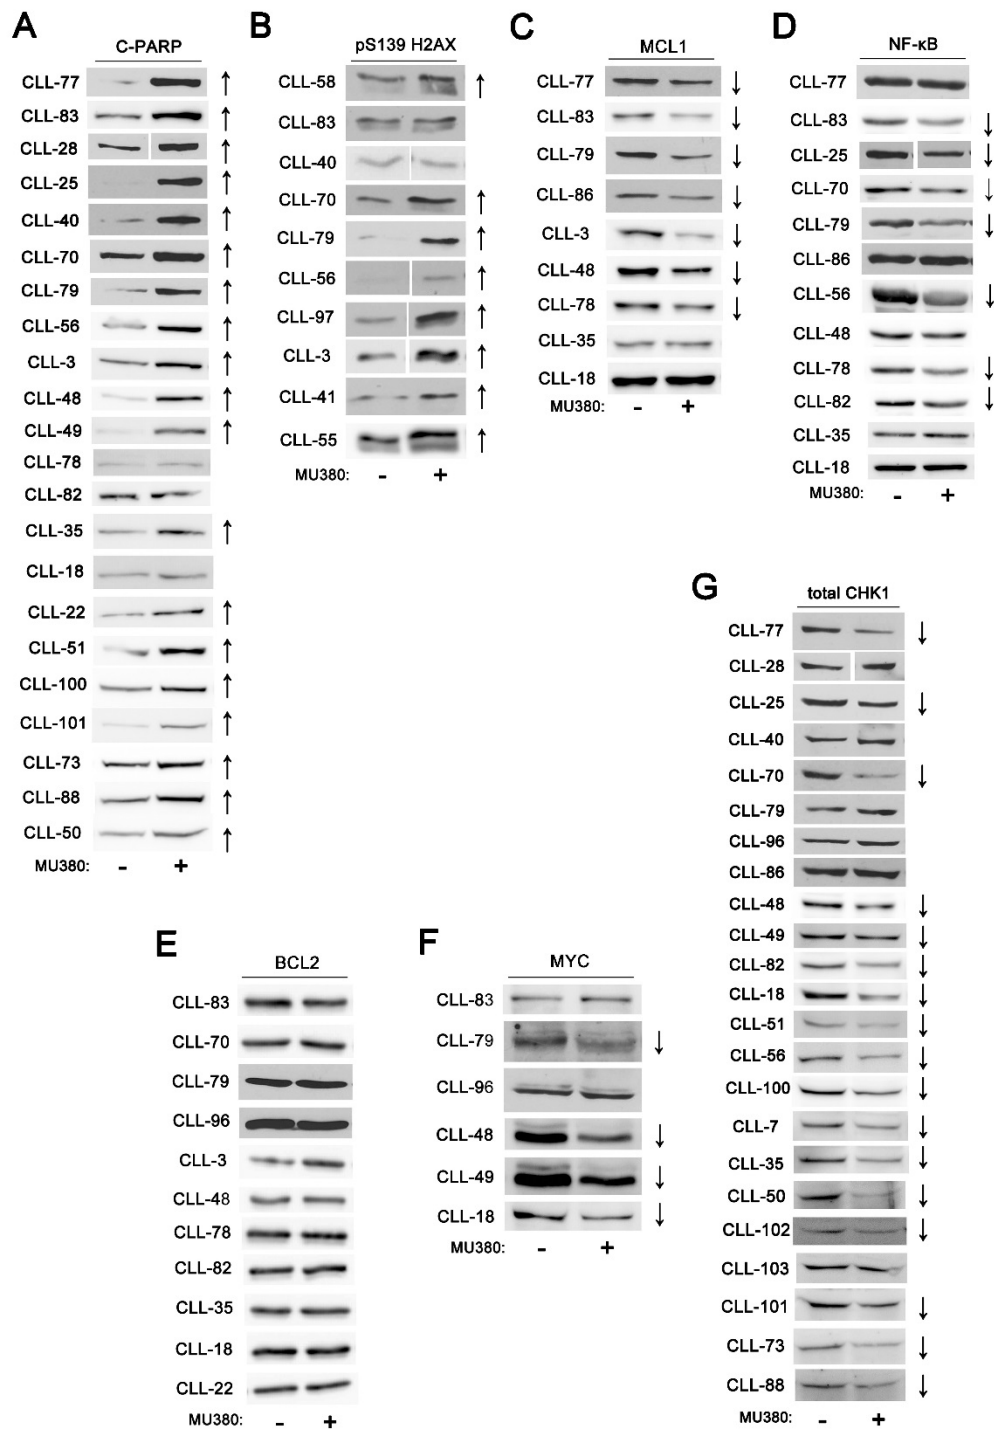 A
C-PARP
CLL-77 ↑
CLL-83 ↑
CLL-28 ↑
CLL-25 ↑
CLL-40 ↑
CLL-70 ↑
CLL-79 ↑
CLL-56 ↑
CLL-3 ↑
CLL-48 ↑
CLL-49 ↑
CLL-78
CLL-82
CLL-35 ↑
CLL-18
CLL-22 ↑
CLL-51 ↑
CLL-100 ↑
CLL-101 ↑
CLL-73 ↑
CLL-88 ↑
CLL-50 ↑
MU380: - +
B
pS139 H2AX
CLL-58 ↑
CLL-83
CLL-40
CLL-70 ↑
CLL-79 ↑
CLL-56 ↑
CLL-97 ↑
CLL-3 ↑
CLL-41 ↑
CLL-55 ↑
MU380: - +
C
MCL1
CLL-77 ↓
CLL-83 ↓
CLL-79 ↓
CLL-86 ↓
CLL-3 ↓
CLL-48 ↓
CLL-78 ↓
CLL-35
CLL-18
MU380: - +
D
NF-κB
CLL-77
CLL-83 ↓
CLL-25 ↓
CLL-70 ↓
CLL-79 ↓
CLL-86
CLL-56 ↓
CLL-48
CLL-78 ↓
CLL-82 ↓
CLL-35
CLL-18
MU380: - +
E
BCL2
CLL-83
CLL-70
CLL-79
CLL-96
CLL-3
CLL-48
CLL-78
CLL-82
CLL-35
CLL-18
CLL-22
MU380: - +
F
MYC
CLL-83
CLL-79 ↓
CLL-96
CLL-48 ↓
CLL-49 ↓
CLL-18 ↓
MU380: - +
G
total CHK1
CLL-77 ↓
CLL-28
CLL-25 ↓
CLL-40
CLL-70 ↓
CLL-79
CLL-96
CLL-86
CLL-48 ↓
CLL-49 ↓
CLL-82 ↓
CLL-18 ↓
CLL-51 ↓
CLL-56 ↓
CLL-100 ↓
CLL-7 ↓
CLL-35 ↓
CLL-50 ↓
CLL-102 ↓
CLL-103
CLL-101 ↓
CLL-73 ↓
CLL-88 ↓
MU380: - +